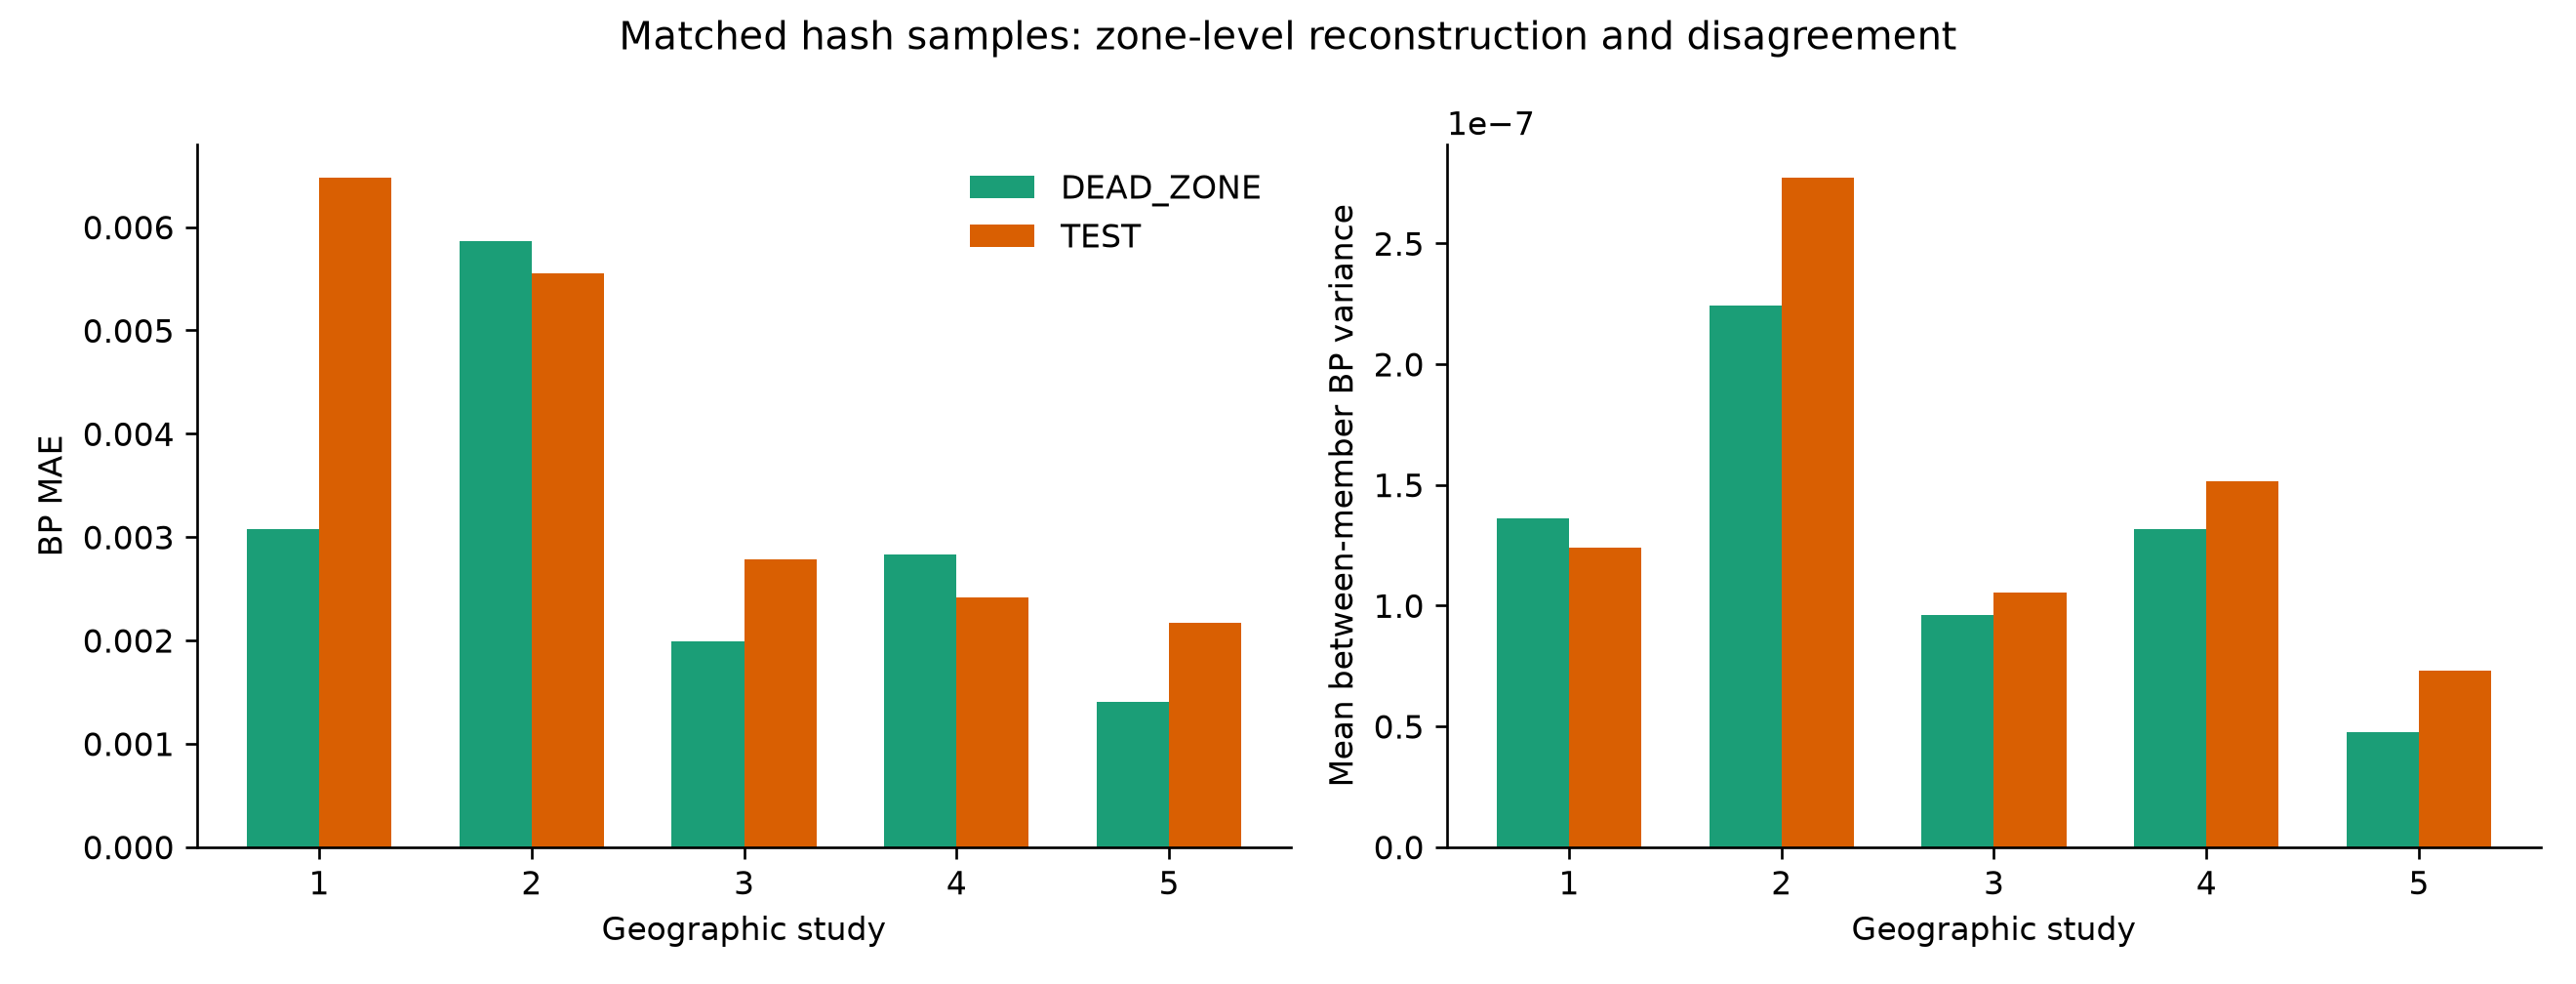 Matched hash samples: zone-level reconstruction and disagreement
BP MAE
0.006
0.005
0.004
0.003
0.002
0.001
0.000
1
2
3
4
5
Geographic study
DEAD_ZONE
TEST
1e−7
Mean between-member BP variance
2.5
2.0
1.5
1.0
0.5
0.0
1
2
3
4
5
Geographic study